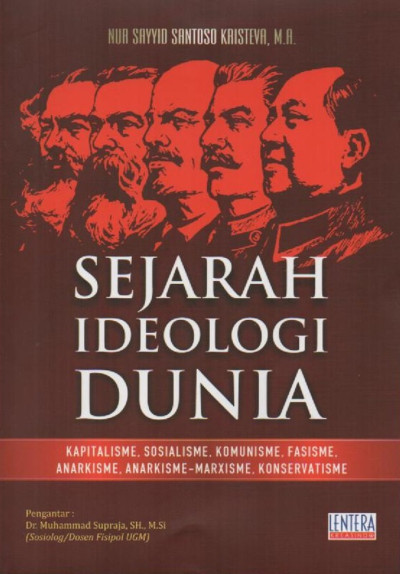 NUR SAYYID SANTOSO KRISTEVA, M.A.
SEJARAH
IDEOLOGI
DUNIA
KAPITALISME, SOSIALISME, KOMUNISME, FASISME,
ANARKISME, ANARKISME-MARXISME, KONSERVATISME
Pengantar :
Dr. Muhammad Supraja, SH., M.Si
(Sosiolog/Dosen Fisipol UGM)
LENTERA
KREASINDO